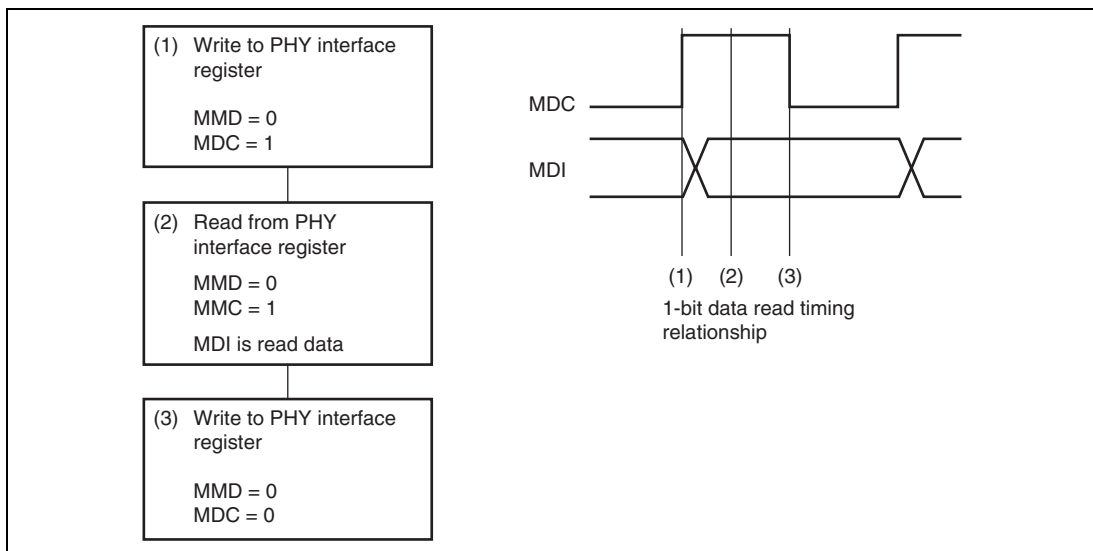 (1) Write to PHY interface
register
MMD = 0
MDC = 1
(2) Read from PHY
interface register
MMD = 0
MMC = 1
MDI is read data
(3) Write to PHY interface
register
MMD = 0
MDC = 0
MDC
MDI
(1) (2) (3)
1-bit data read timing
relationship